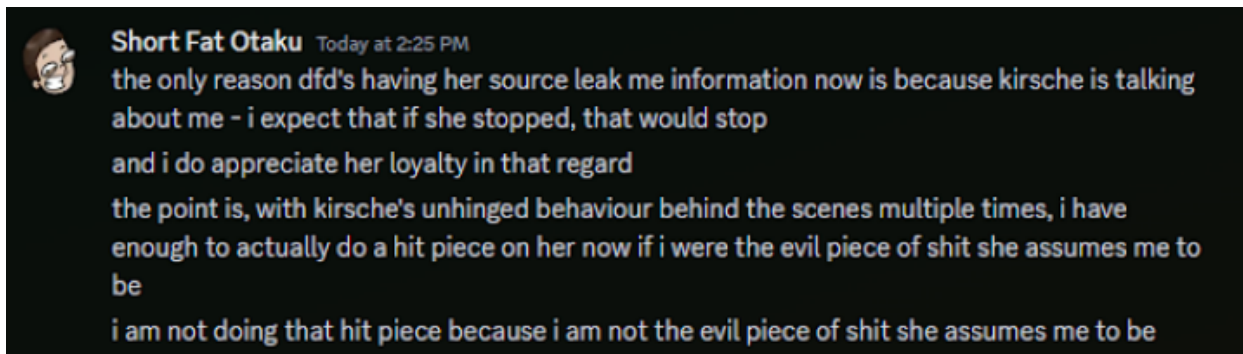 Short Fat Otaku Today at 2:25 PM
the only reason dfd's having her source leak me information now is because kirsche is talking
about me - i expect that if she stopped, that would stop
and i do appreciate her loyalty in that regard
the point is, with kirsche's unhinged behaviour behind the scenes multiple times, i have
enough to actually do a hit piece on her now if i were the evil piece of shit she assumes me to
be
i am not doing that hit piece because i am not the evil piece of shit she assumes me to be